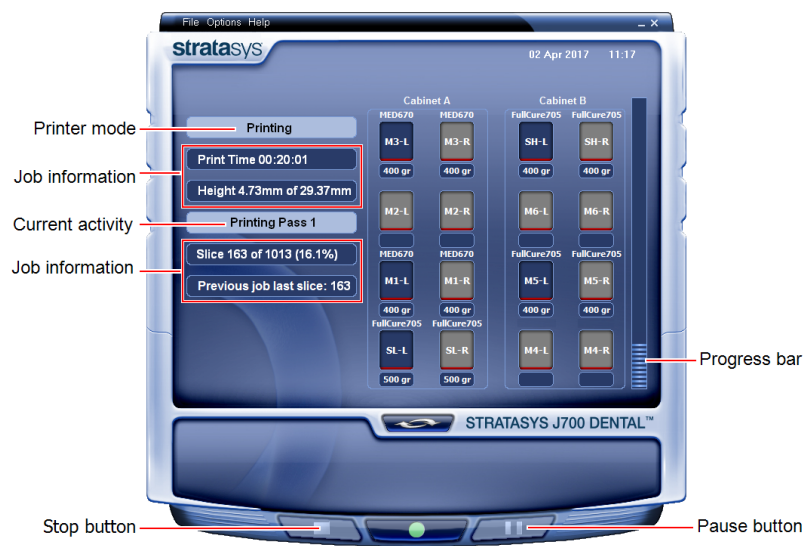 File Options Help
stratasys
02 Apr 2017 11:17
Cabinet A Cabinet B
MED670 MED670 FullCure705 FullCure705
Printer mode
Printing
M3-L M3-R SH-L SH-R
Print Time 00:20:01
400 gr 400 gr 400 gr 400 gr
Job information
Height 4.73mm of 29.37mm
Current activity
Printing Pass 1
M2-L M2-R M6-L M6-R
Slice 163 of 1013 (16.1%)
MED670 MED670 FullCure705 FullCure705
Job information
Previous job last slice: 163
M1-L M1-R M5-L M5-R
400 gr 400 gr 400 gr 400 gr
FullCure705 FullCure705
SL-L SL-R M4-L M4-R
Progress bar
500 gr 500 gr
STRATASYS J700 DENTAL™
Stop button
Pause button